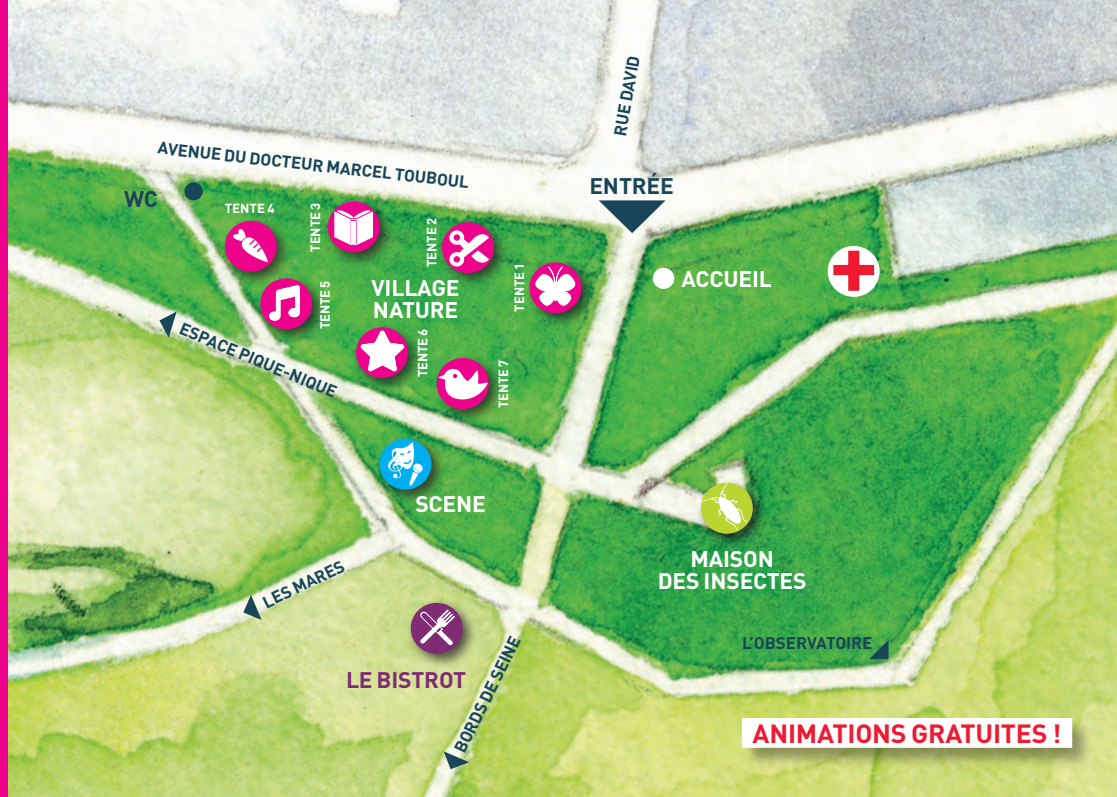 RUE DAVID
AVENUE DU DOCTEUR MARCEL TOUBOUL
ENTRÉE
WC
TENTE 4
TENTE 3
TENTE 2
TENTE 1
ACCUEIL
TENTE 5
VILLAGE
NATURE
TENTE 6
TENTE 7
ESPACE PIQUE-NIQUE
SCENE
MAISON
DES INSECTES
LES MARES
LE BISTROT
BORDS DE SEINE
L'OBSERVATOIRE
ANIMATIONS GRATUITES !